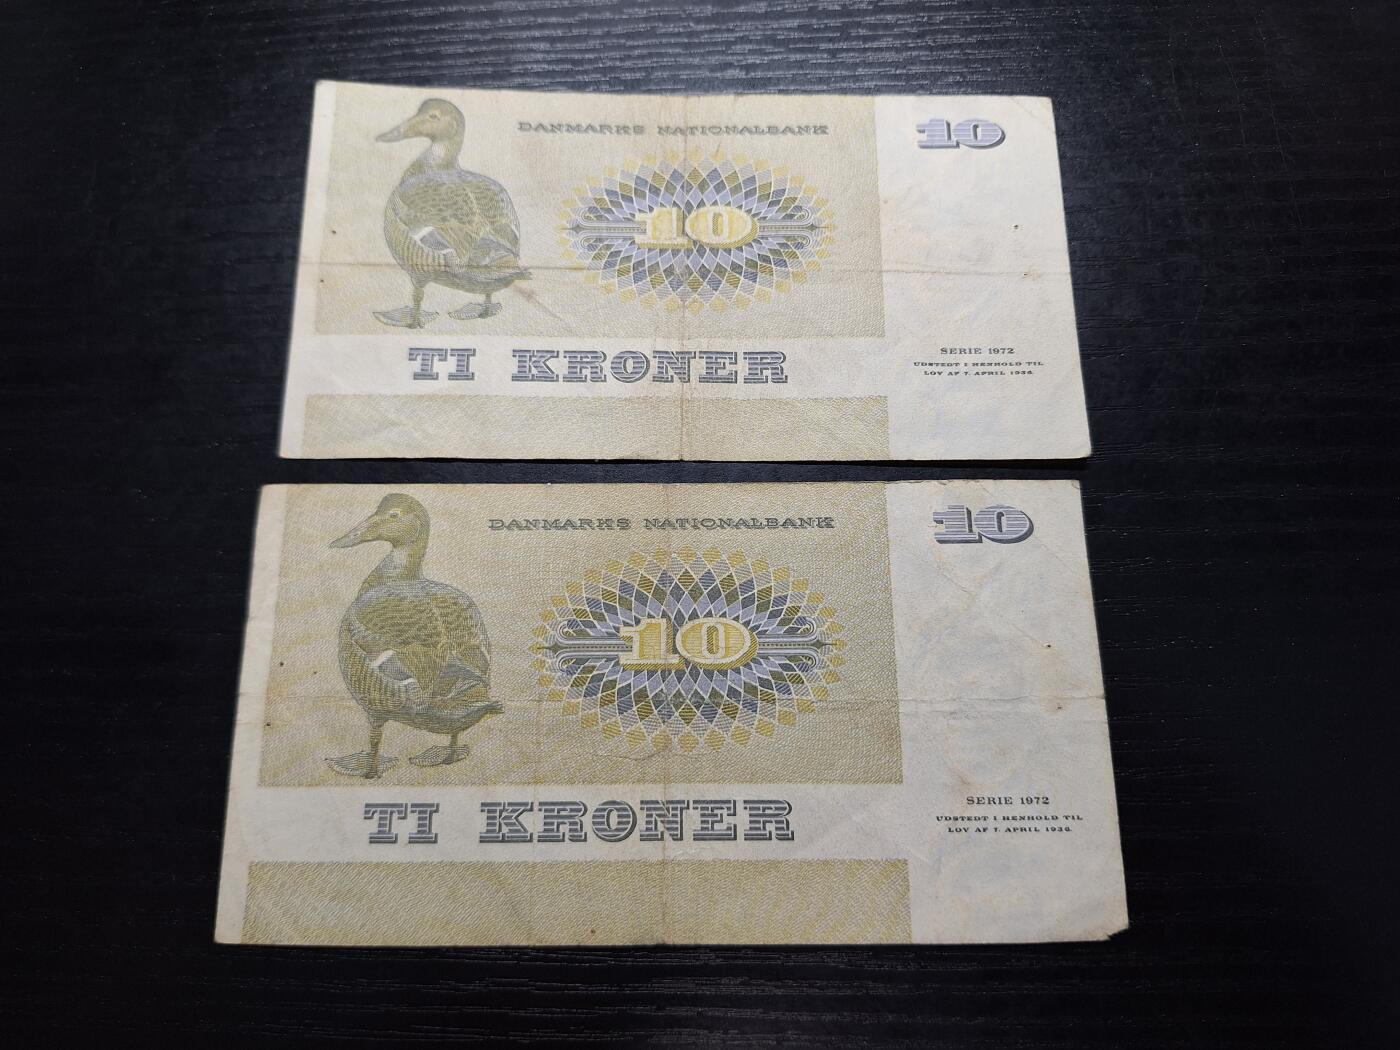 DANMARKS NATIONALBANK
10
10
TI KRONER
SERIE 1972
UDSTEDT I HENHOLD TIL
LOV AF 7. APRIL 1936.
DANMARKS NATIONALBANK
10
10
TI KRONER
SERIE 1972
UDSTEDT I HENHOLD TIL
LOV AF 7. APRIL 1936.